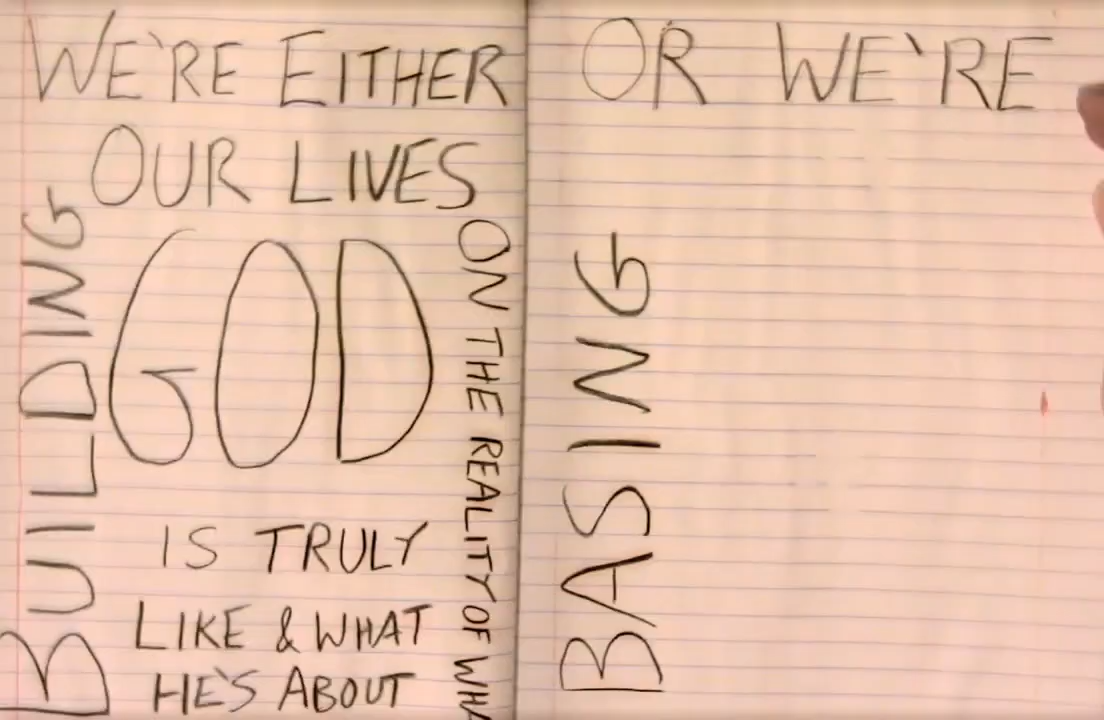 WE'RE EITHER
BUILDING
OUR LIVES
ON THE REALITY OF
GOD
IS TRULY
LIKE & WHAT
HE'S ABOUT
OR WE'RE
BASING